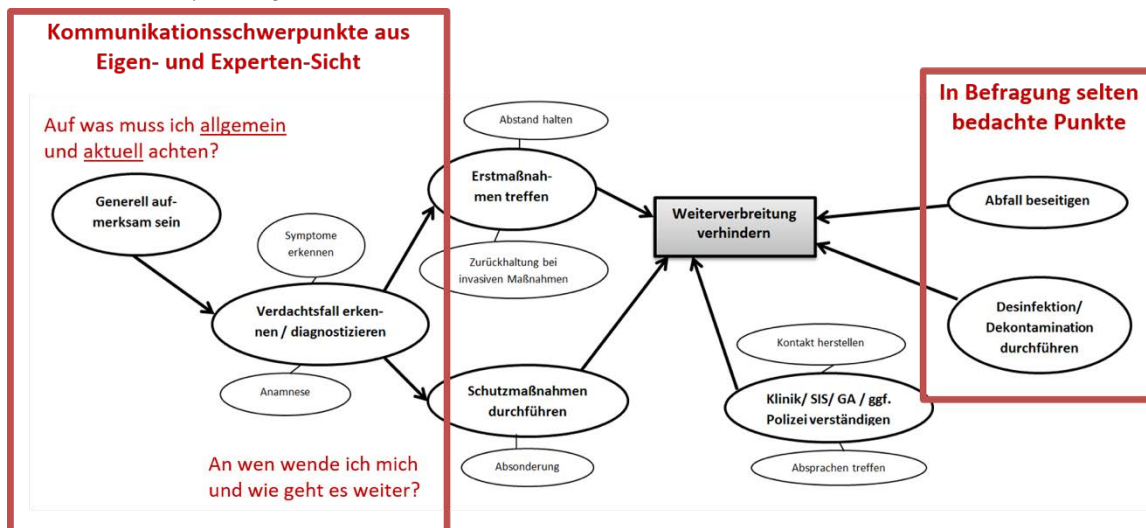 Kommunikationsschwerpunkte aus
Eigen- und Experten-Sicht
Auf was muss ich allgemein
und aktuell achten?
Generell auf-
merksam sein
Symptome
erkennen
Verdachtsfall erken-
nen / diagnostizieren
Anamnese
An wen wende ich mich
und wie geht es weiter?
Abstand halten
Erstmaßnah-
men treffen
Zurückhaltung bei
invasiven Maßnahmen
Schutzmaßnahmen
durchführen
Absonderung
Weiterverbreitung
verhindern
Kontakt herstellen
Klinik/ SIS/ GA / ggf.
Polizei verständigen
Absprachen treffen
In Befragung selten
bedachte Punkte
Abfall beseitigen
Desinfektion/
Dekontamination
durchführen